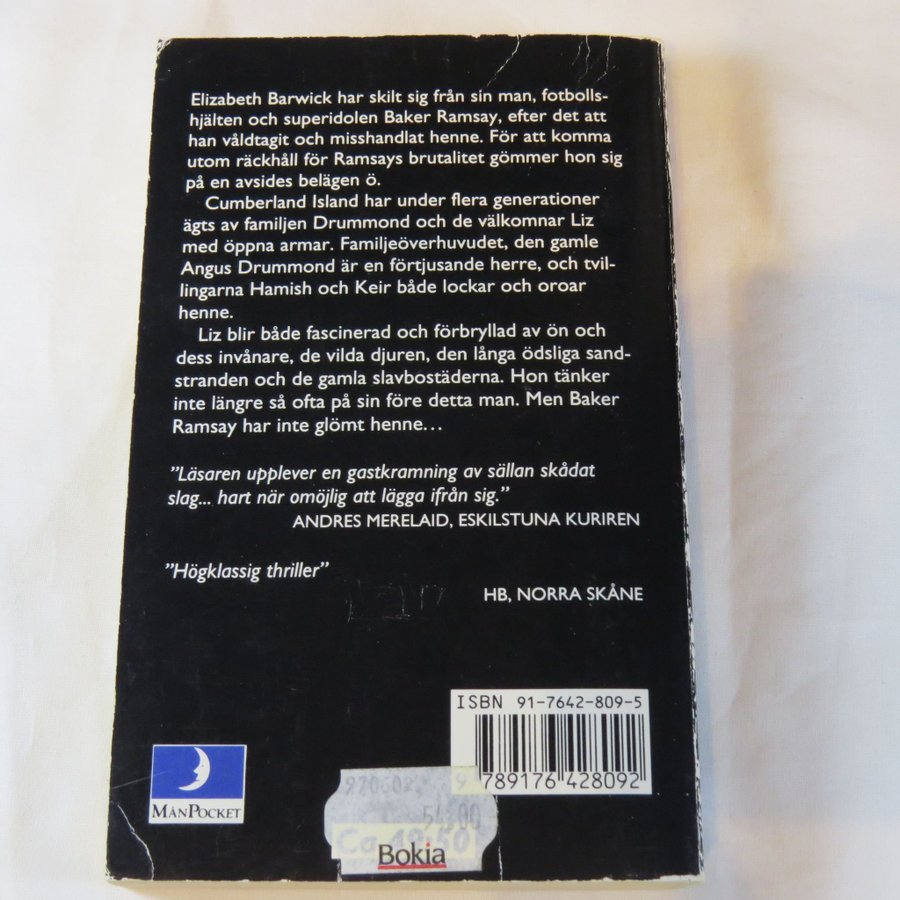 Elizabeth Barwick har skilt sig från sin man, fotbolls-
hjälten och superidolen Baker Ramsay, efter det att
han våldtagit och misshandlat henne. För att komma
utom räckhåll för Ramsays brutalitet gömmer hon sig
på en avsides belägen ö.
Cumberland Island har under flera generationer
ägts av familjen Drummond och de välkomnar Liz
med öppna armar. Familjeöverhuvudet, den gamle
Angus Drummond är en förtjusande herre, och tvil-
lingarna Hamish och Keir både lockar och oroar
henne.
Liz blir både fascinerad och förbryllad av ön och
dess invånare, de vilda djuren, den långa ödsliga sand-
stranden och de gamla slavbostäderna. Hon tänker
inte längre så ofta på sin före detta man. Men Baker
Ramsay har inte glömt henne...
”Läsaren upplever en gastkramning av sällan skådat
slag... hart när omöjlig att lägga ifrån sig.”
ANDRES MERELAID, ESKILSTUNA KURIREN
”Högklassig thriller”
HB, NORRA SKÅNE
ISBN 91-7642-809-5
9 789176 428092
MÅNPOCKET
54:00
Bokia